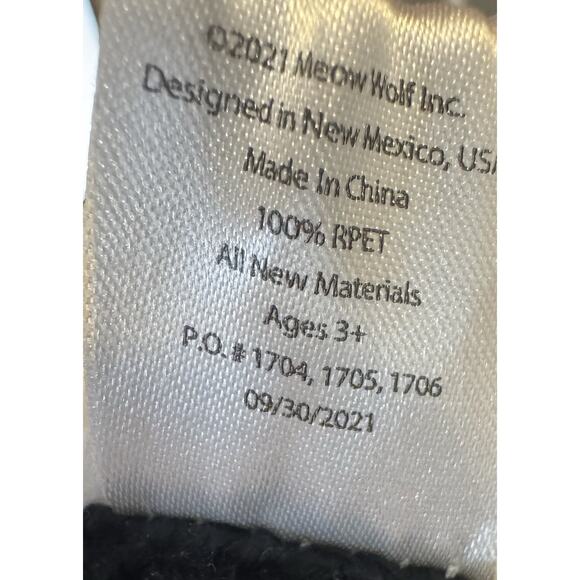 ©2021 Meow Wolf Inc.
Designed in New Mexico, USA
Made In China
100% RPET
All New Materials
Ages 3+
P.O. # 1704, 1705, 1706
09/30/2021